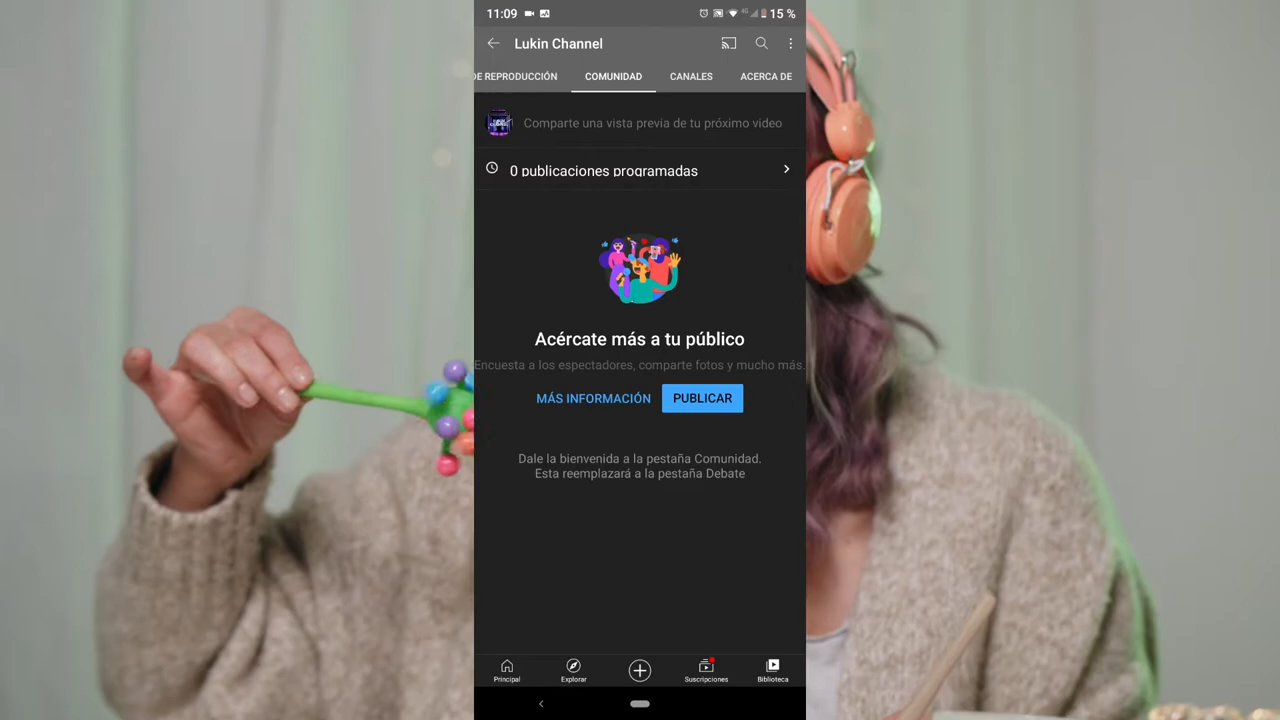 11:09
4G
15 %
Lukin Channel
DE REPRODUCCIÓN
COMUNIDAD
CANALES
ACERCA DE
Comparte una vista previa de tu próximo video
0 publicaciones programadas
Acércate más a tu público
Encuesta a los espectadores, comparte fotos y mucho más.
MÁS INFORMACIÓN
PUBLICAR
Dale la bienvenida a la pestaña Comunidad.
Esta reemplazará a la pestaña Debate
Principal
Explorar
Suscripciones
Biblioteca